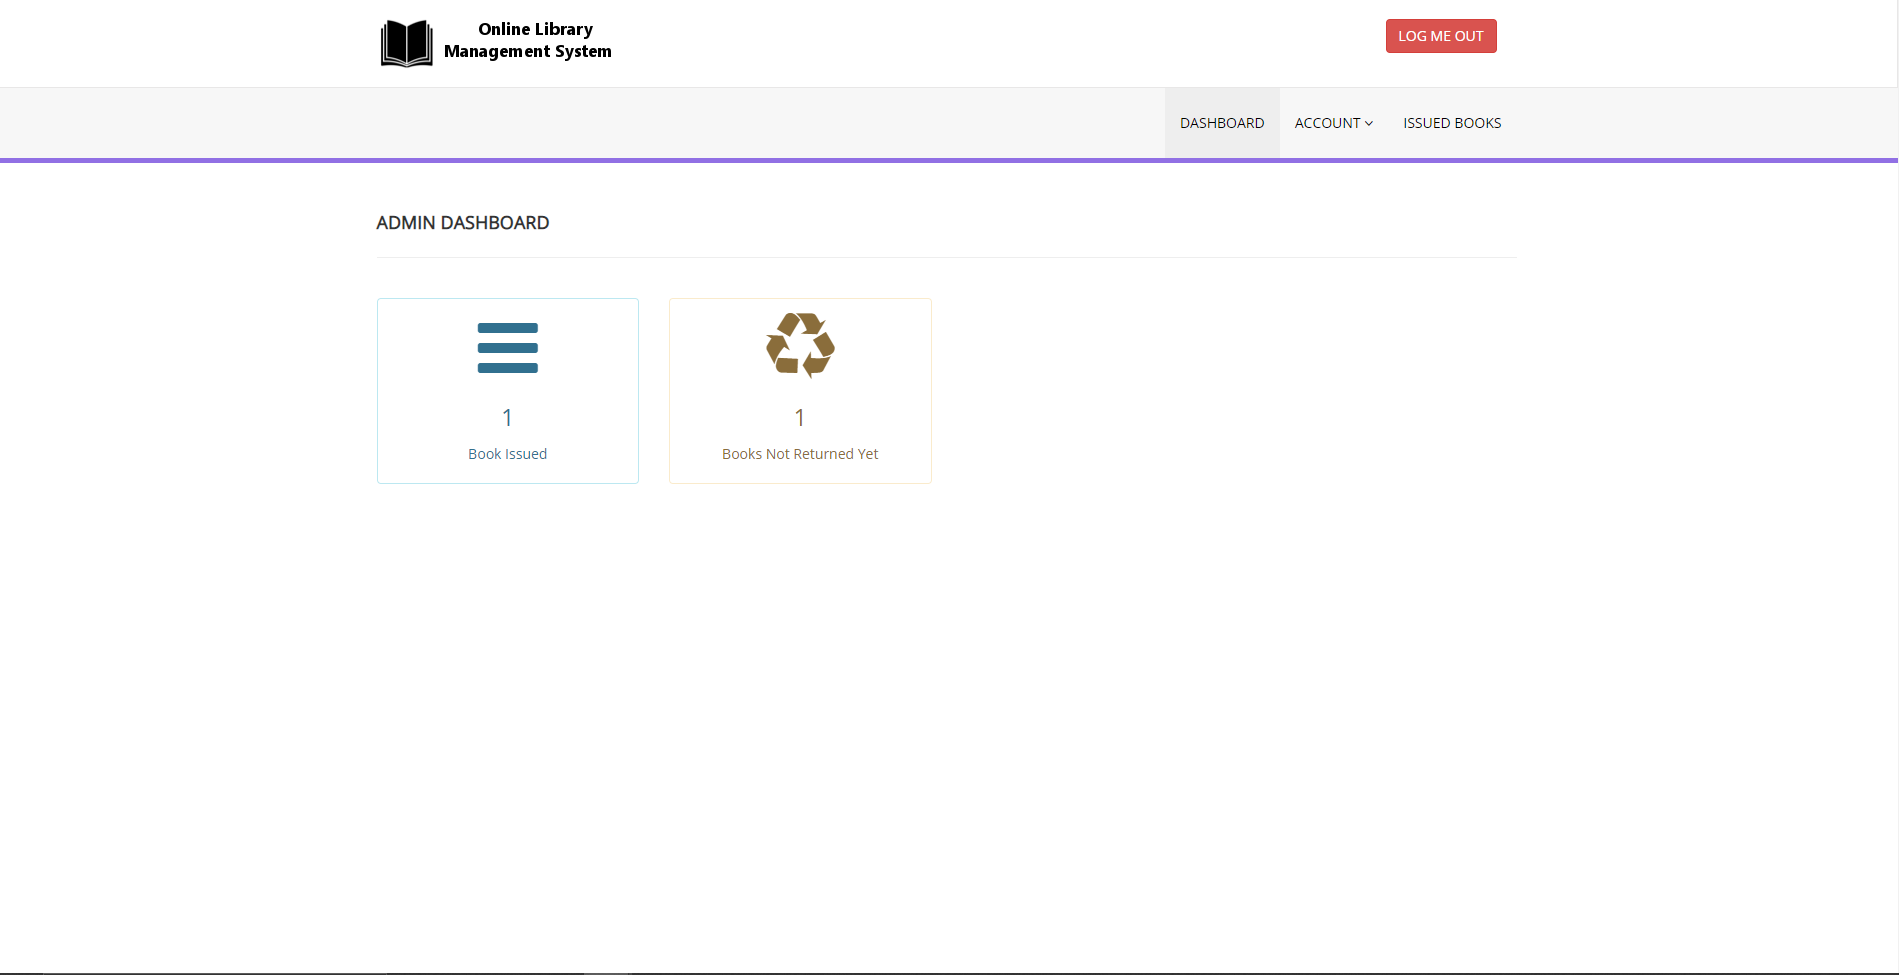 Online Library
Management System
LOG ME OUT
DASHBOARD
ACCOUNT
ISSUED BOOKS
ADMIN DASHBOARD
1
Book Issued
1
Books Not Returned Yet